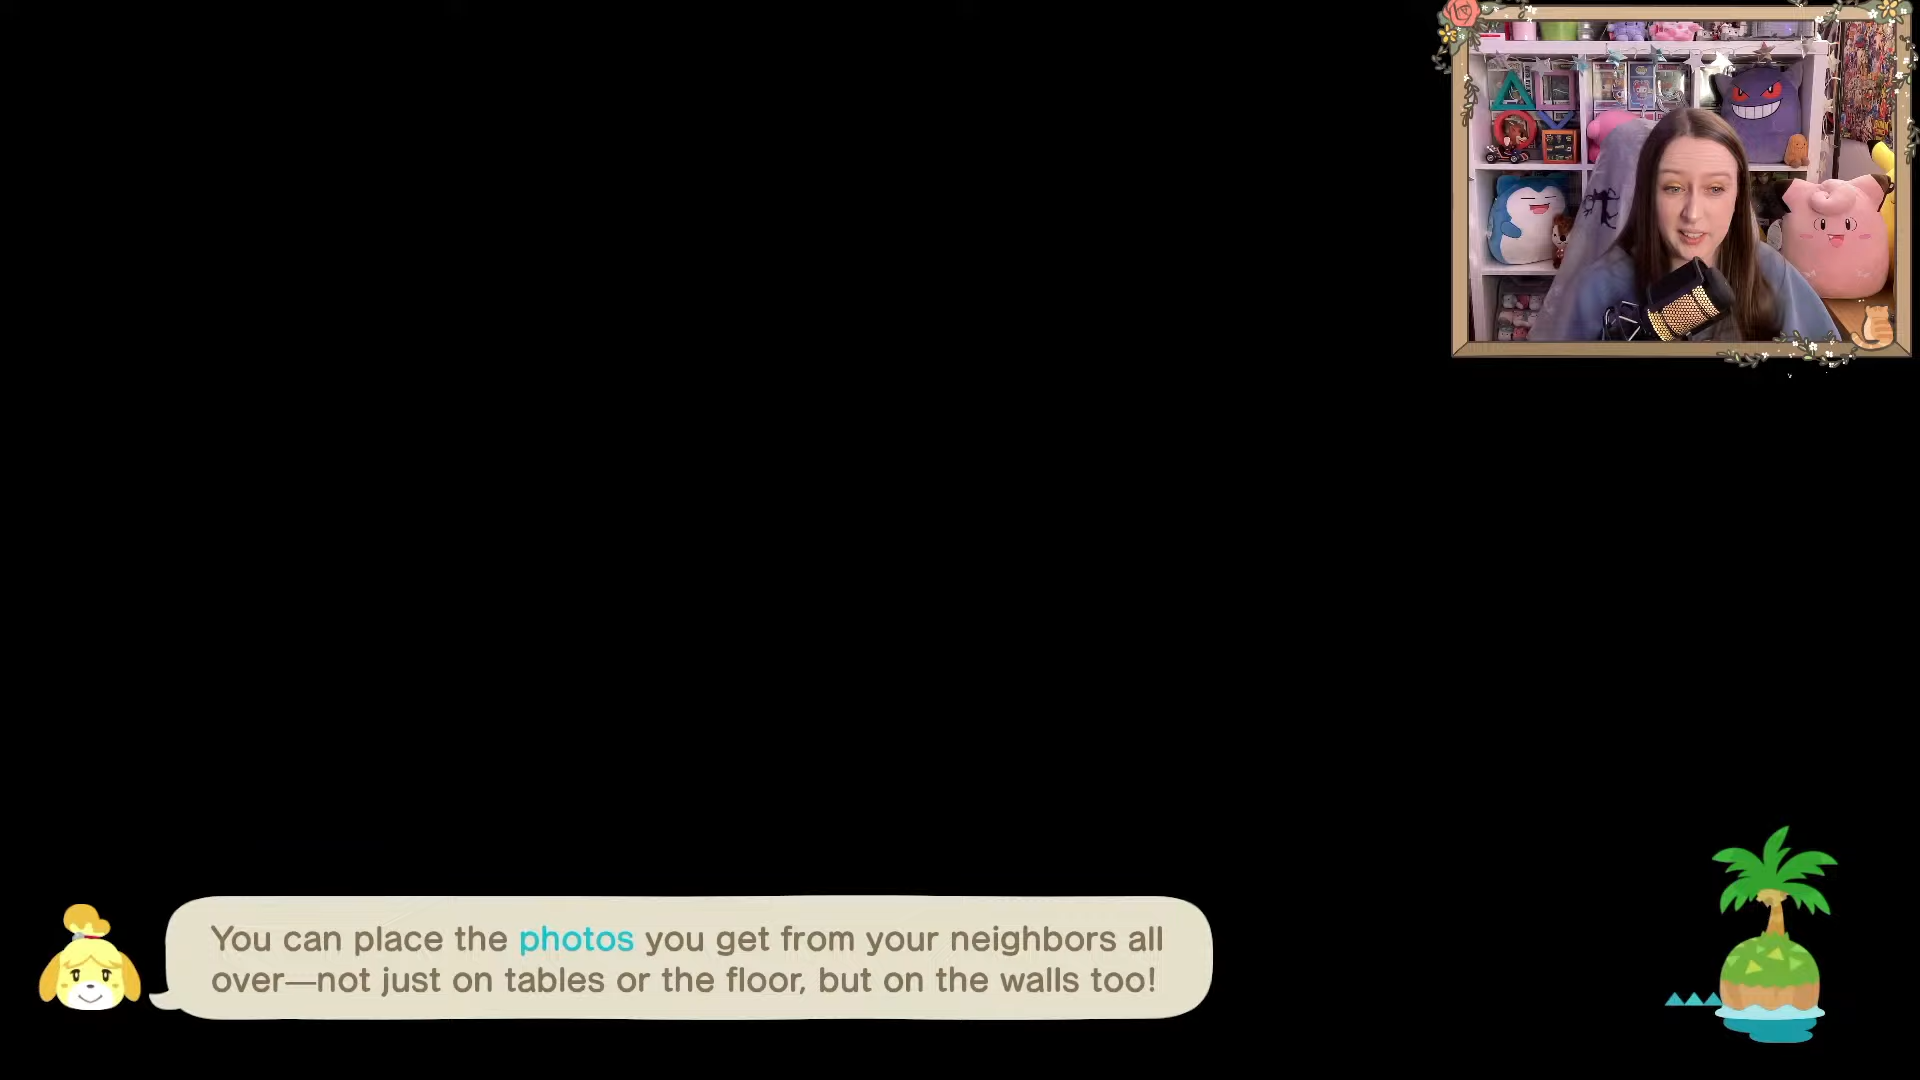 You can place the photos you get from your neighbors all
over—not just on tables or the floor, but on the walls too!